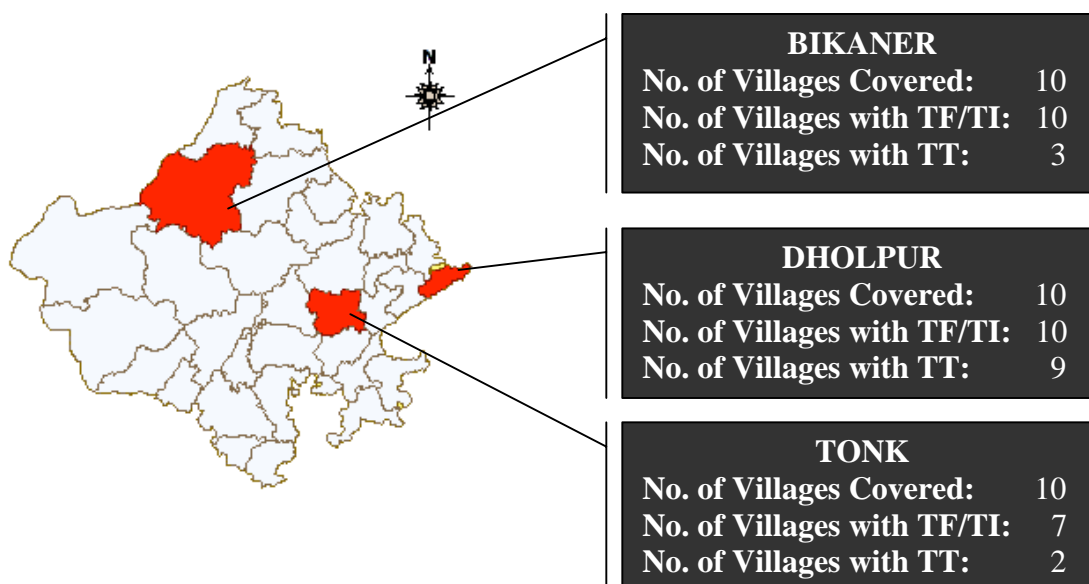 N
BIKANER
No. of Villages Covered: 10
No. of Villages with TF/TI: 10
No. of Villages with TT: 3
DHOLPUR
No. of Villages Covered: 10
No. of Villages with TF/TI: 10
No. of Villages with TT: 9
TONK
No. of Villages Covered: 10
No. of Villages with TF/TI: 7
No. of Villages with TT: 2